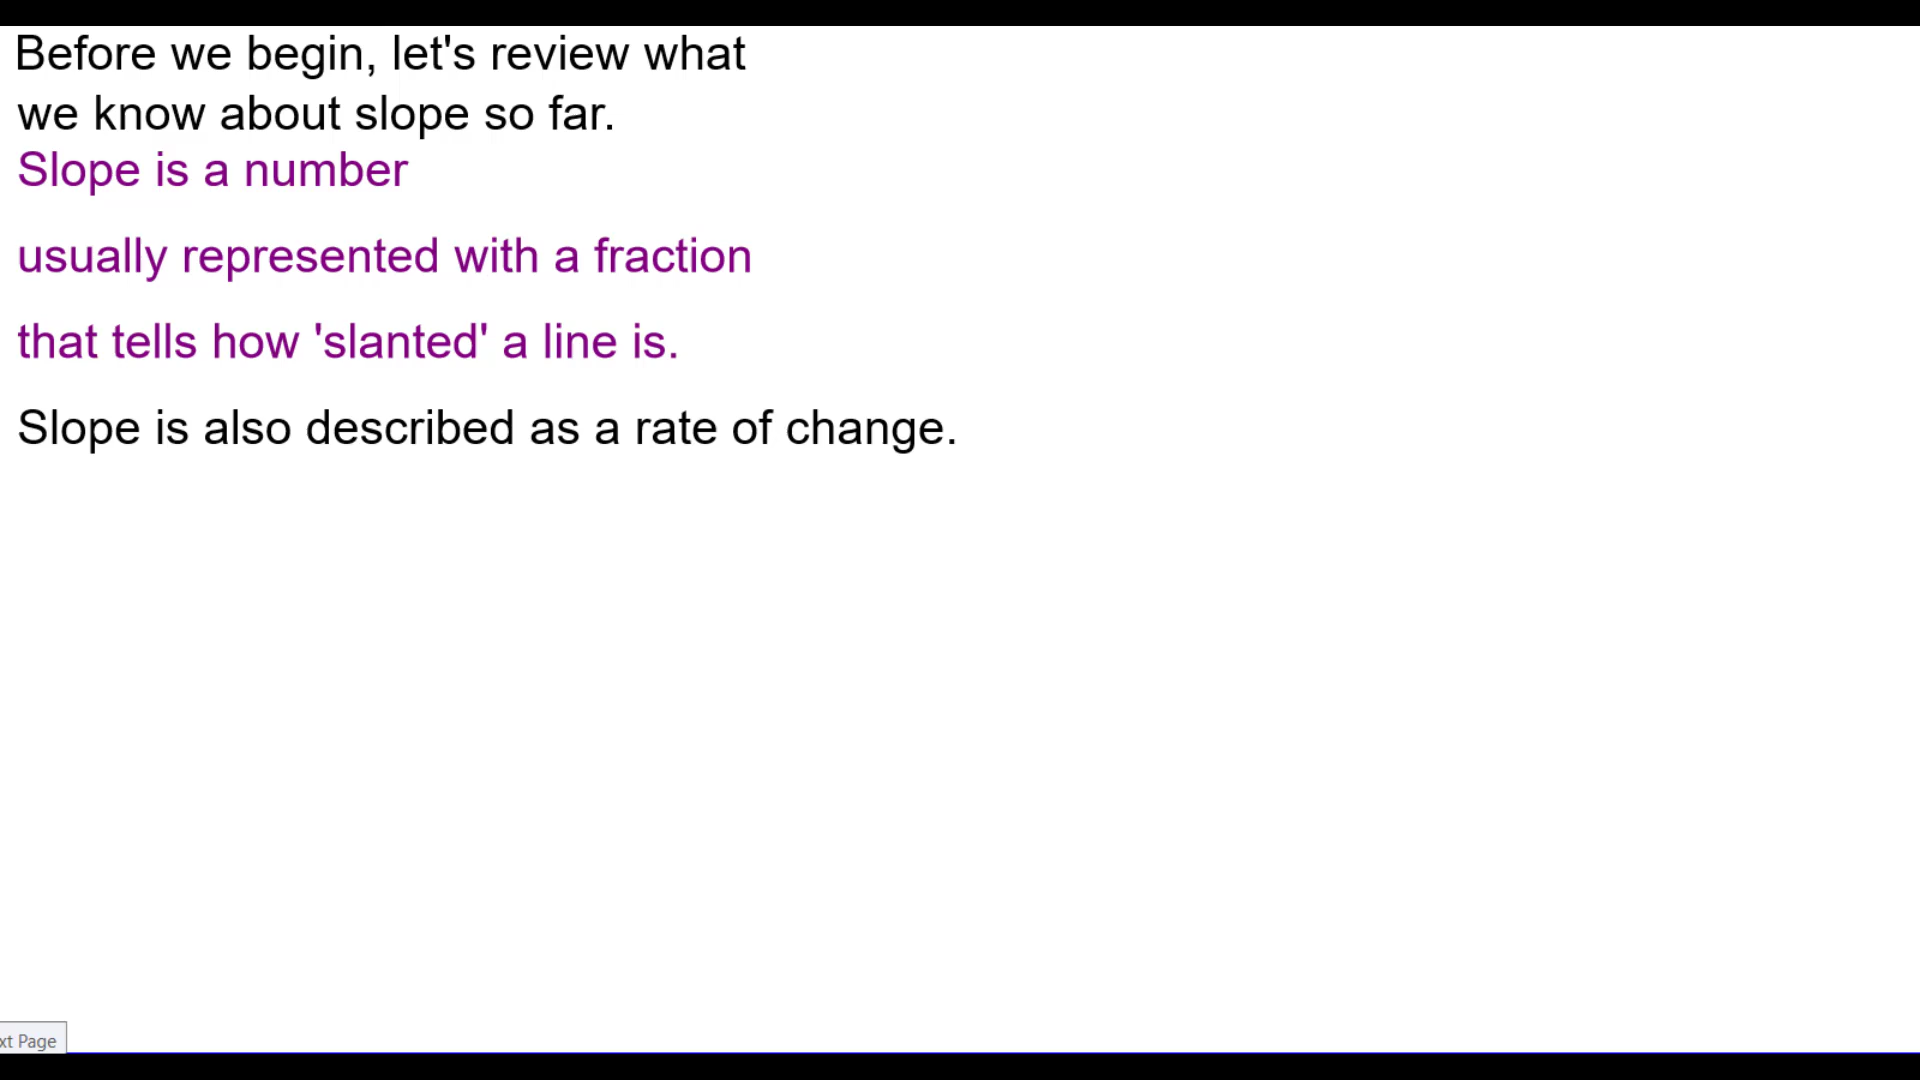 Before we begin, let's review what
we know about slope so far.
Slope is a number
usually represented with a fraction
that tells how 'slanted' a line is.
Slope is also described as a rate of change.
xt Page